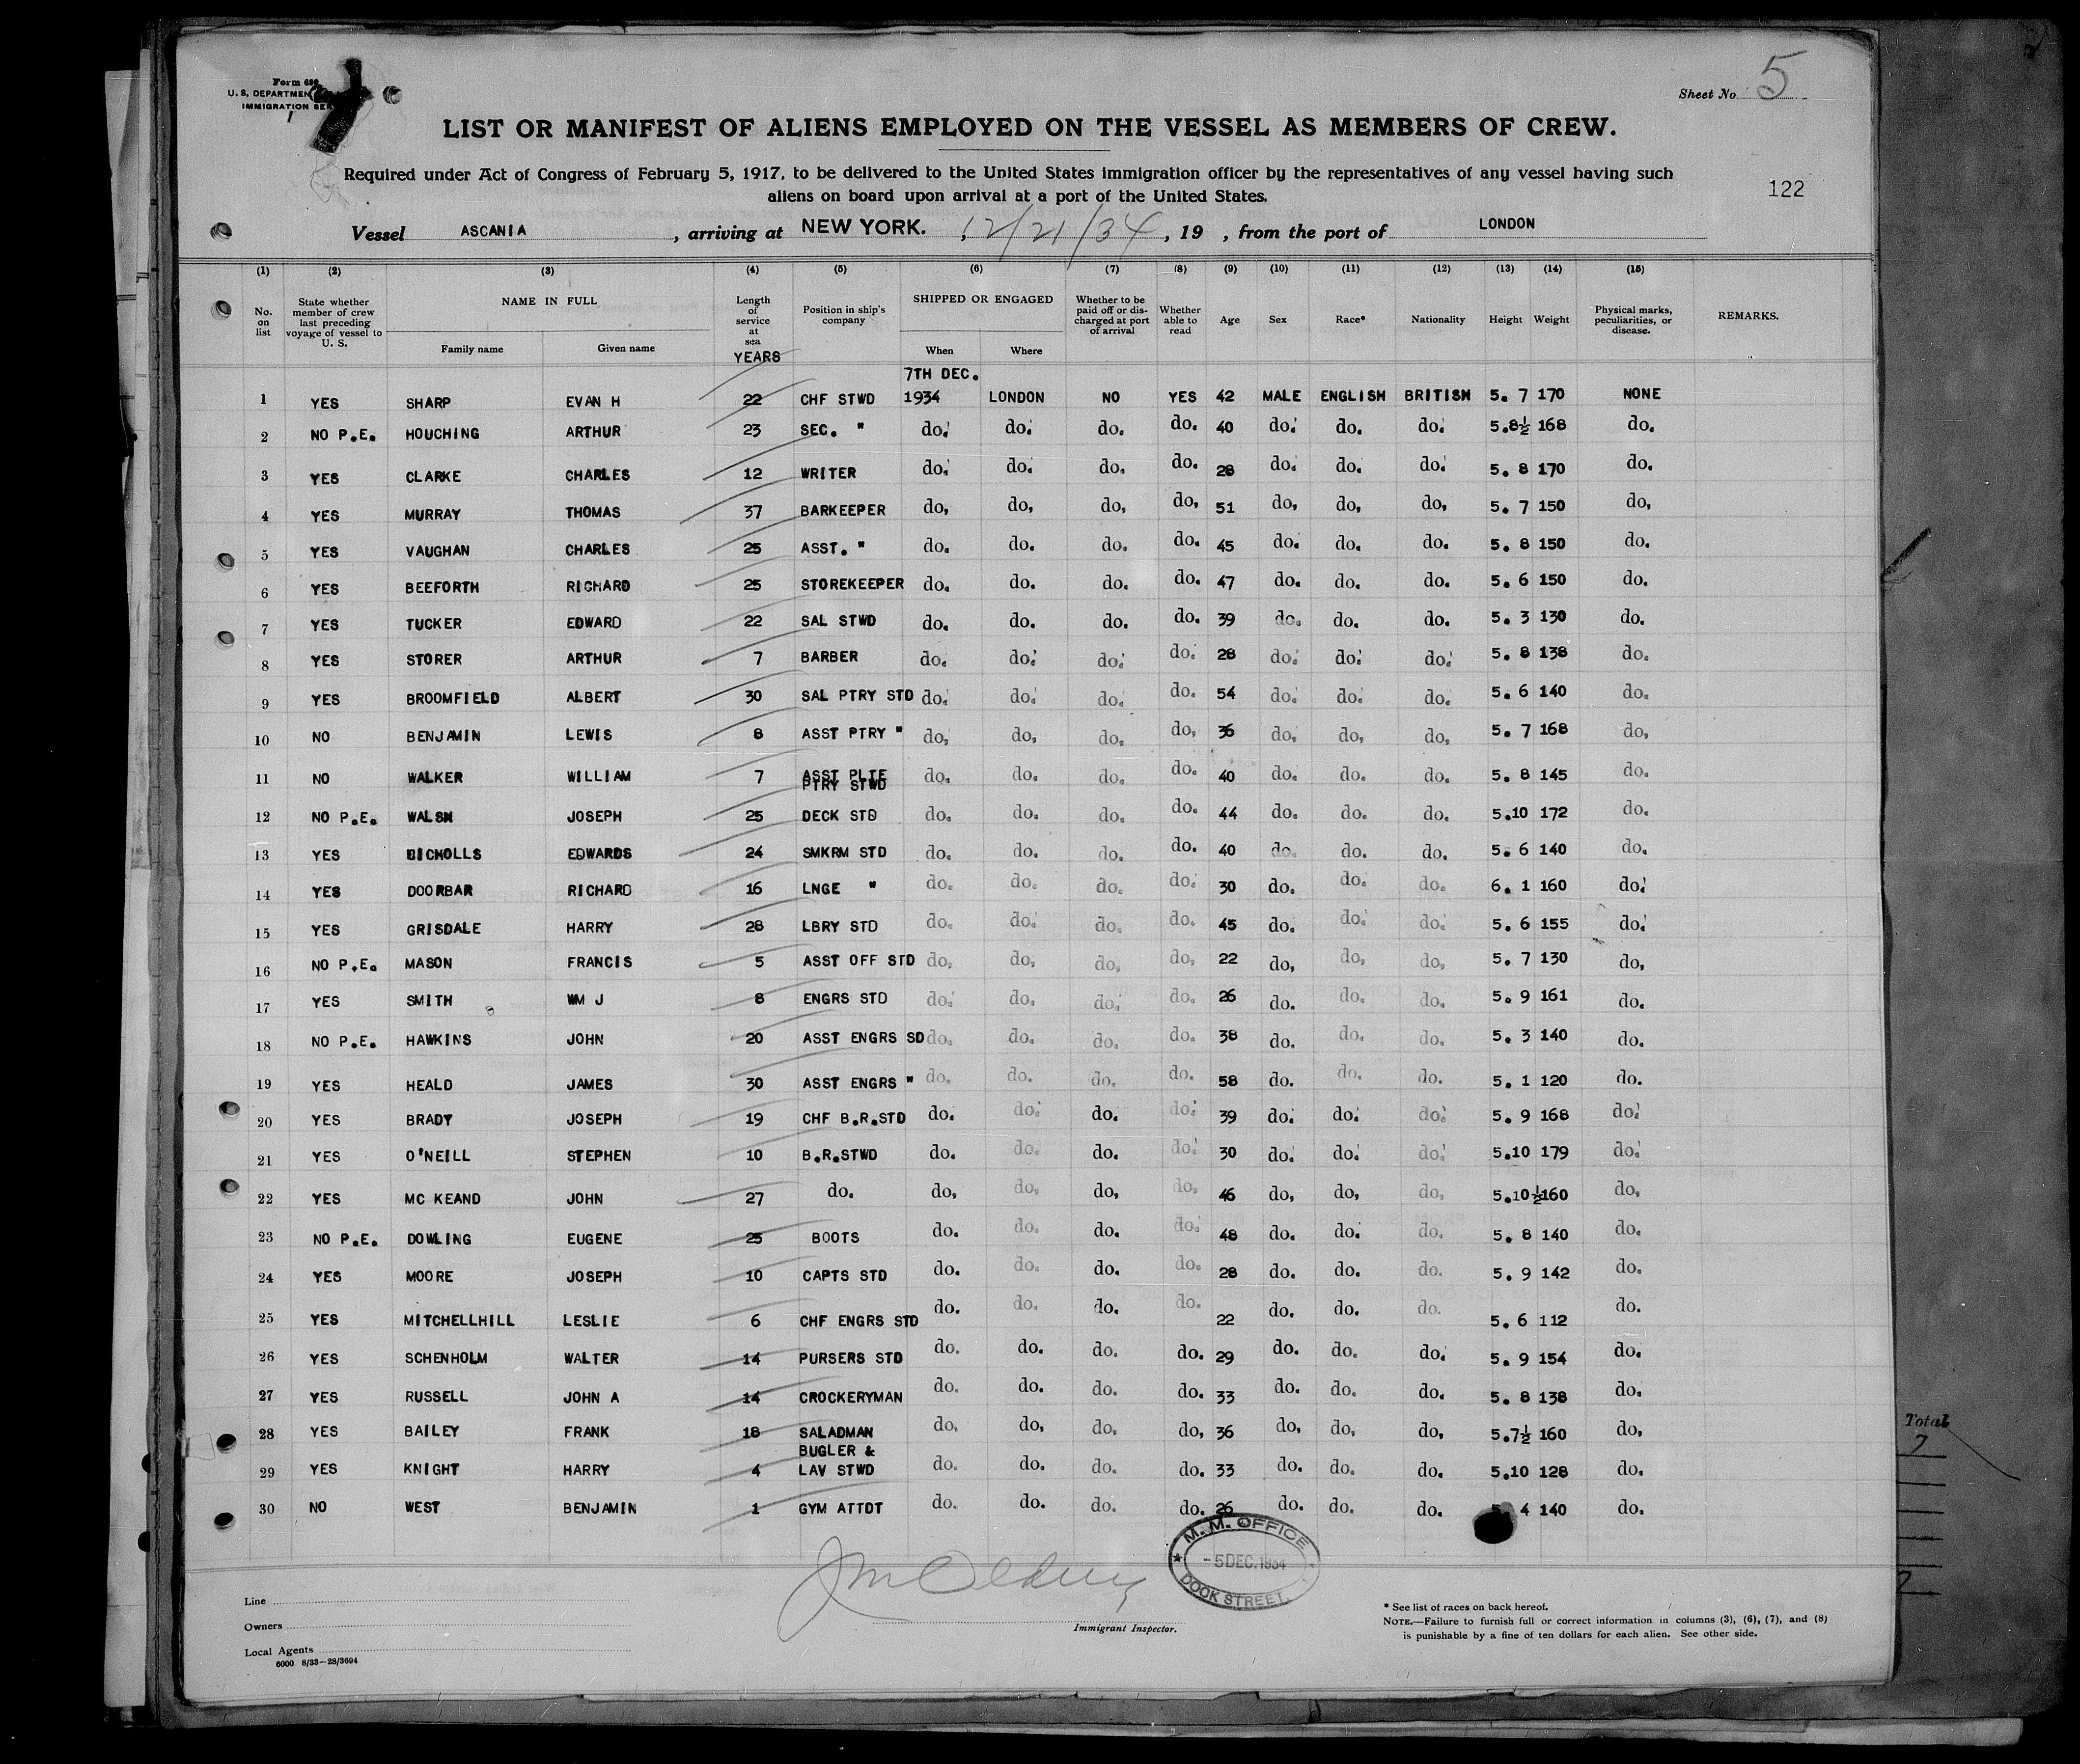 Form 680
U. S. DEPARTMEN
IMMIGRATION SER
Sheet No 5
LIST OR MANIFEST OF ALIENS EMPLOYED ON THE VESSEL AS MEMBERS OF CREW.
Required under Act of Congress of February 5, 1917, to be delivered to the United States immigration officer by the representatives of any vessel having such
aliens on board upon arrival at a port of the United States.
122
Vessel ASCANIA, arriving at NEW YORK. , 12/21/34, 19 , from the port of LONDON
(1) (2) (3) (4) (5) (6) (7) (8) (9) (10) (11) (12) (13) (14) (15)
No. on list State whether member of crew last preceding voyage of vessel to U. S. NAME IN FULL Family name Given name Length of service at sea YEARS Position in ship's company SHIPPED OR ENGAGED When Where Whether to be paid off or discharged at port of arrival Whether able to read Age Sex Race* Nationality Height Weight Physical marks, peculiarities, or disease. REMARKS.
7TH DEC.
1 YES SHARP EVAN H 22 CHF STWD 1934 LONDON NO YES 42 MALE ENGLISH BRITISH 5. 7 170 NONE
2 NO P.E. HOUCHING ARTHUR 23 SEC. " do. do. do. do. 40 do. do. do. 5.8½ 168 do.
3 YES CLARKE CHARLES 12 WRITER do. do. do. do. 28 do. do. do. 5. 8 170 do.
4 YES MURRAY THOMAS 37 BARKEEPER do, do, do, do, 51 do, do, do, 5. 7 150 do,
5 YES VAUGHAN CHARLES 25 ASST. " do. do. do. do. 45 do. do. do. 5. 8 150 do.
6 YES BEEFORTH RICHARD 25 STOREKEEPER do. do. do. do. 47 do. do. do. 5. 6 150 do.
7 YES TUCKER EDWARD 22 SAL STWD do. do. do. do. 39 do. do. do. 5. 3 130 do.
8 YES STORER ARTHUR 7 BARBER do. do. do. do. 28 do. do. do. 5. 8 138 do.
9 YES BROOMFIELD ALBERT 30 SAL PTRY STD do. do. do. do. 54 do. do. do. 5. 6 140 do.
10 NO BENJAMIN LEWIS 8 ASST PTRY " do, do, do, do, 36 do, do, do, 5. 7 168 do,
11 NO WALKER WILLIAM 7 ASST PLTE PTRY STWD do. do. do. do. 40 do. do. do. 5. 8 145 do.
12 NO P.E. WALSH JOSEPH 25 DECK STD do. do. do. do. 44 do. do. do. 5.10 172 do.
13 YES NICHOLLS EDWARDS 24 SMKRM STD do. do. do. do. 40 do. do. do. 5. 6 140 do.
14 YES DOORBAR RICHARD 16 LNGE " do. do. do. do. 30 do. do. do. 6. 1 160 do.
15 YES GRISDALE HARRY 28 LBRY STD do. do. do. do. 45 do. do. do. 5. 6 155 do.
16 NO P.E. MASON FRANCIS 5 ASST OFF STD do, do, do, do, 22 do, do, do, 5. 7 130 do,
17 YES SMITH WM J 8 ENGRS STD do. do. do. do. 26 do. do. do. 5. 9 161 do.
18 NO P.E. HAWKINS JOHN 20 ASST ENGRS SD do. do. do. do. 38 do. do. do. 5. 3 140 do.
19 YES HEALD JAMES 30 ASST ENGRS " do. do. do. do. 58 do. do. do. 5. 1 120 do.
20 YES BRADY JOSEPH 19 CHF B.R.STD do. do. do. do. 39 do. do. do. 5. 9 168 do.
21 YES O'NEILL STEPHEN 10 B.R.STWD do. do. do. do. 30 do. do. do. 5.10 179 do.
22 YES MC KEAND JOHN 27 do. do, do, do, do, 46 do, do, do, 5.10½ 160 do,
23 NO P.E. DOWLING EUGENE 25 BOOTS do. do. do. do. 48 do. do. do. 5. 8 140 do.
24 YES MOORE JOSEPH 10 CAPTS STD do. do. do. do. 28 do. do. do. 5. 9 142 do.
25 YES MITCHELLHILL LESLIE 6 CHF ENGRS STD do. do. do. do. 22 do. do. do. 5. 6 112 do.
26 YES SCHENHOLM WALTER 14 PURSERS STD do. do. do. do. 29 do. do. do. 5. 9 154 do.
27 YES RUSSELL JOHN A 14 CROCKERYMAN do. do. do. do. 33 do. do. do. 5. 8 138 do.
28 YES BAILEY FRANK 18 SALADMAN do, do, do, do, 36 do, do, do, 5.7½ 160 do,
29 YES KNIGHT HARRY 4 BUGLER & LAV STWD do. do. do. do. 33 do. do. do. 5.10 128 do.
30 NO WEST BENJAMIN 1 GYM ATTDT do. do. do. do. 26 do. do. do. 5. 4 140 do.
Total
7
M. M. OFFICE
-5 DEC. 1934
DOCK STREET.
Line
Owners
Local Agents
6000 8/33-28/3694
Immigrant Inspector.
* See list of races on back hereof.
NOTE.—Failure to furnish full or correct information in columns (3), (6), (7), and (8)
is punishable by a fine of ten dollars for each alien. See other side.